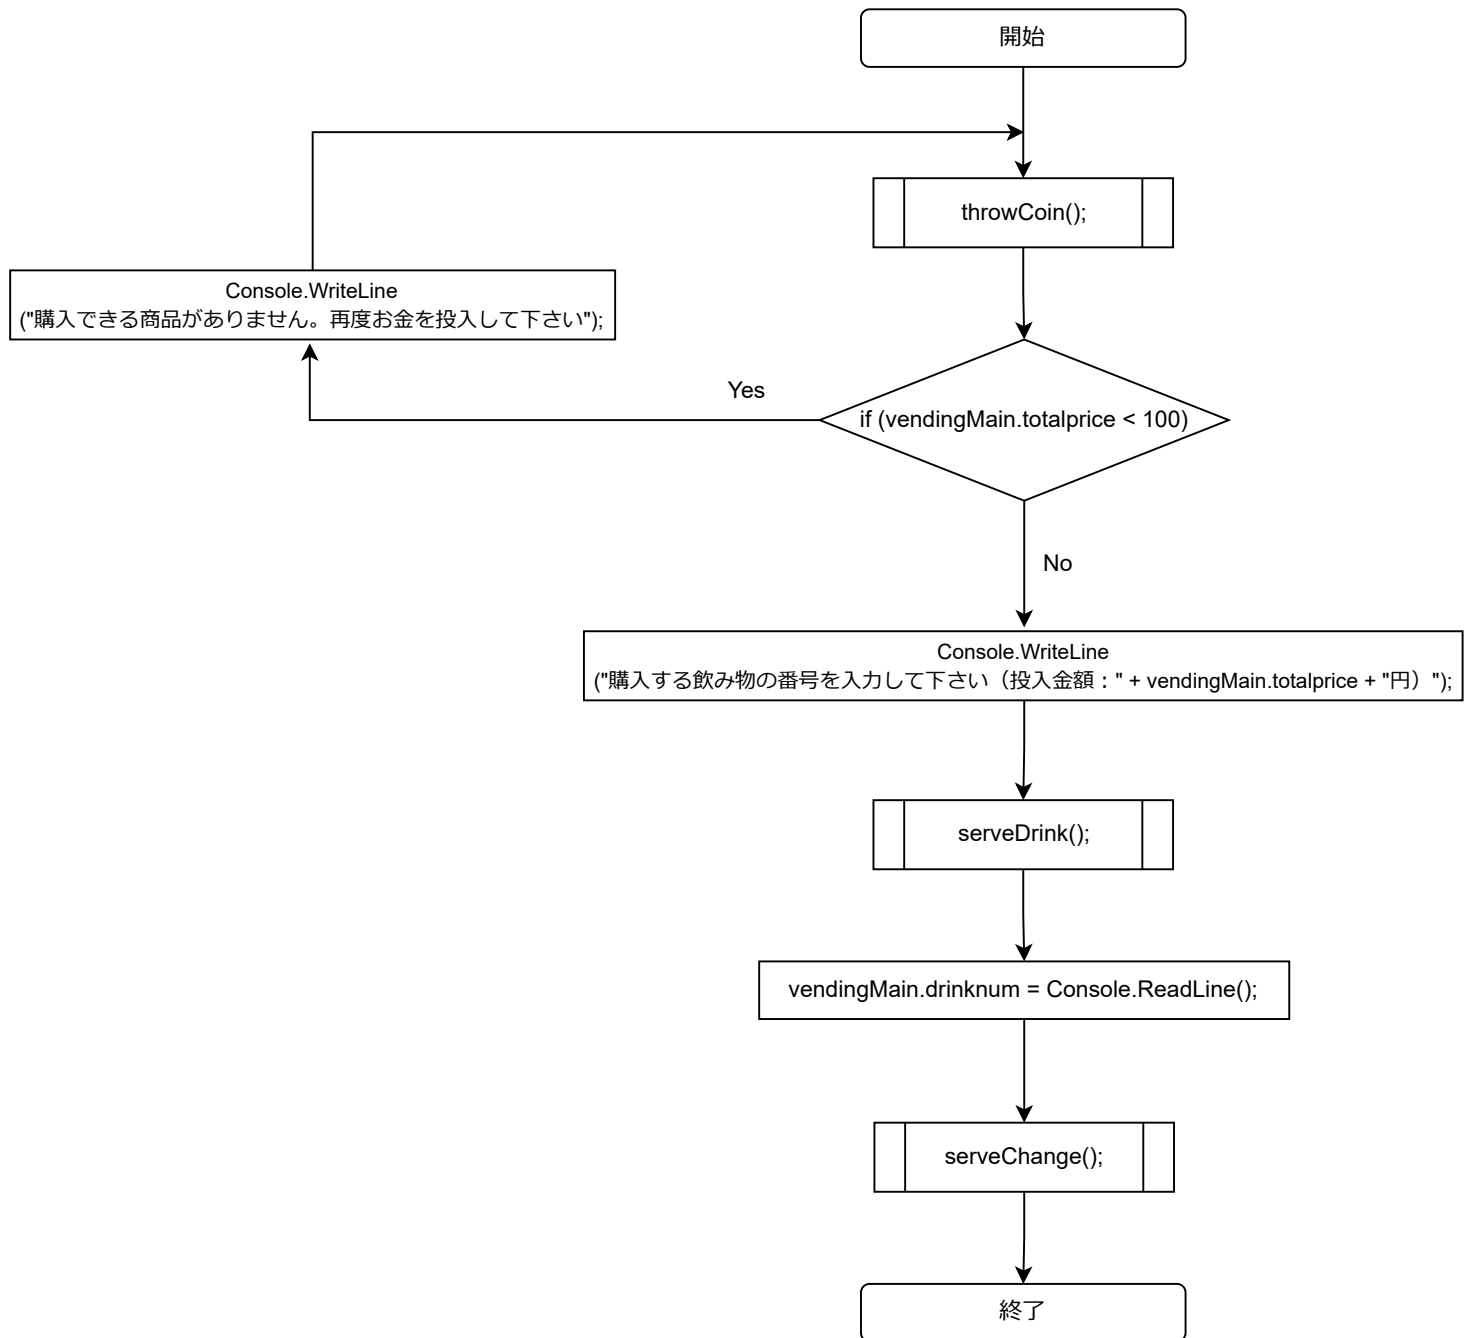 開始
throwCoin();
Console.WriteLine
("購入できる商品がありません。再度お金を投入して下さい");
Yes
if (vendingMain.totalprice < 100)
No
Console.WriteLine
("購入する飲み物の番号を入力して下さい（投入金額：" + vendingMain.totalprice + "円）");
serveDrink();
vendingMain.drinknum = Console.ReadLine();
serveChange();
終了